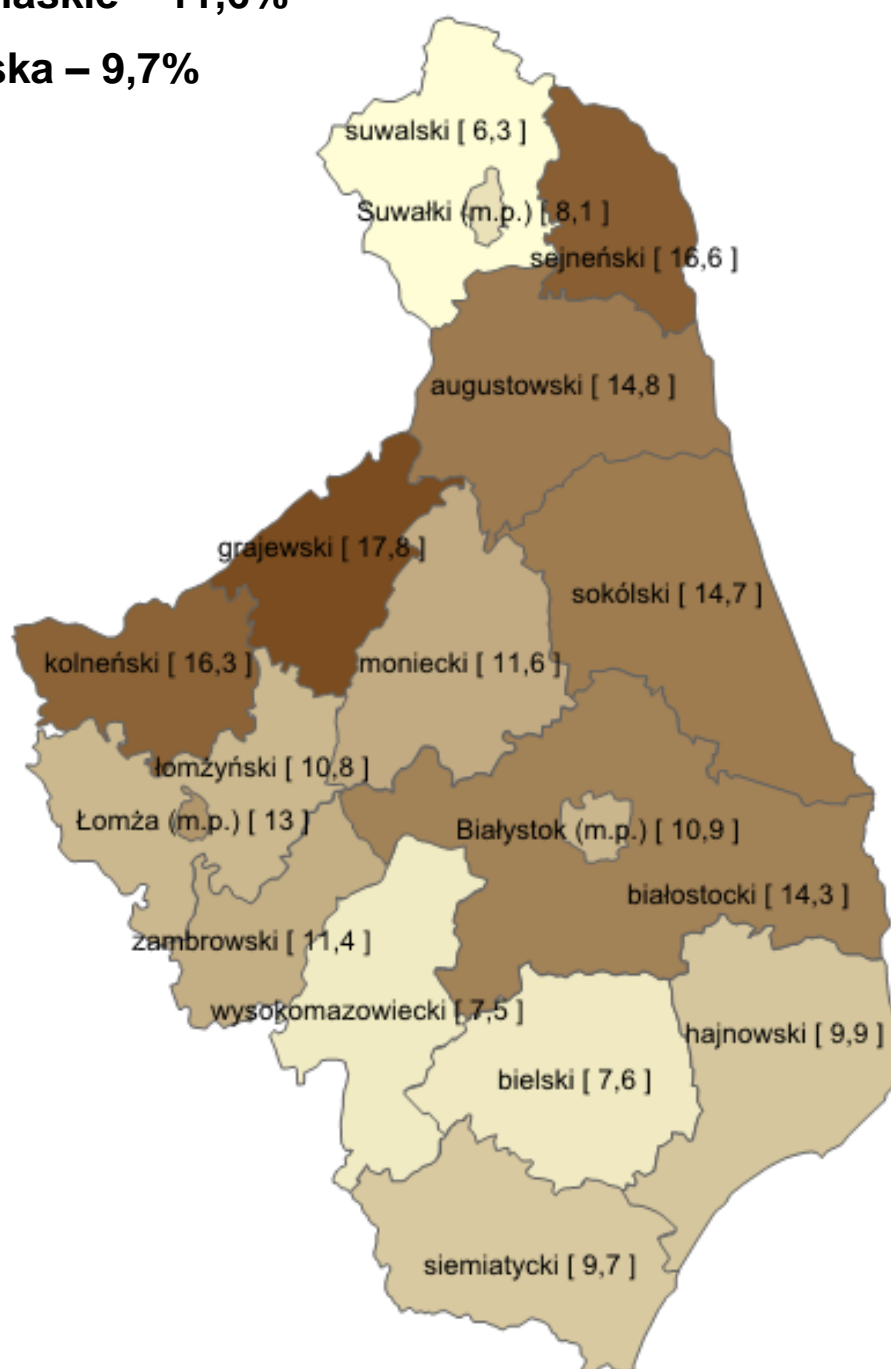 – 11,6%
– 9,7%
suwalski [ 6,3 ]
Suwałki (m.p.) [ 8,1 ]
sejneński [ 16,6 ]
augustowski [ 14,8 ]
grajewski [ 17,8 ]
sokólski [ 14,7 ]
kolneński [ 16,3 ]
moniecki [ 11,6 ]
łomżyński [ 10,8 ]
Łomża (m.p.) [ 13 ]
Białystok (m.p.) [ 10,9 ]
białostocki [ 14,3 ]
zambrowski [ 11,4 ]
wysokomazowiecki [ 7,5 ]
hajnowski [ 9,9 ]
bielski [ 7,6 ]
siemiatycki [ 9,7 ]